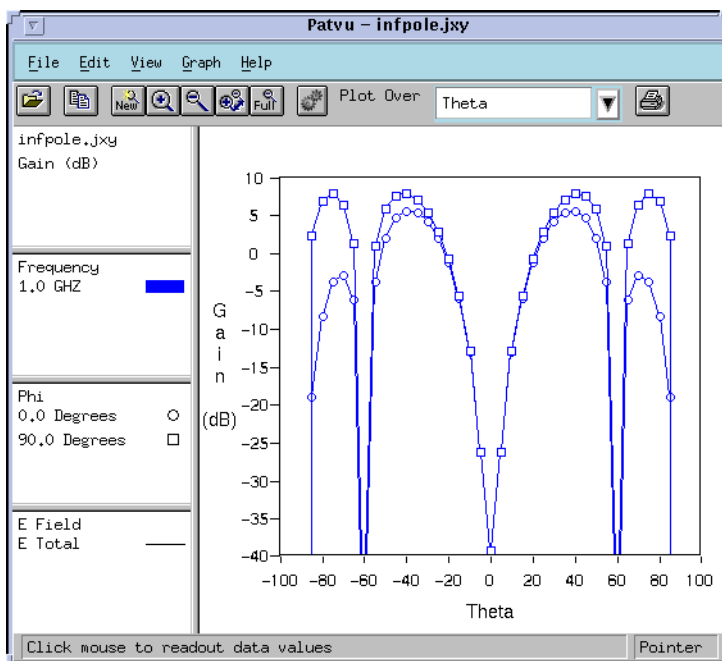 Patvu - infpole.jxy
File Edit View Graph Help
New Full Plot Over Theta
infpole.jxy
Gain (dB)
Frequency
1.0 GHZ
Phi
0.0 Degrees
90.0 Degrees
E Field
E Total
10
5
0
-5
-10
-15
-20
-25
-30
-35
-40
Gain
(dB)
-100 -80 -60 -40 -20 0 20 40 60 80 100
Theta
Click mouse to readout data values
Pointer